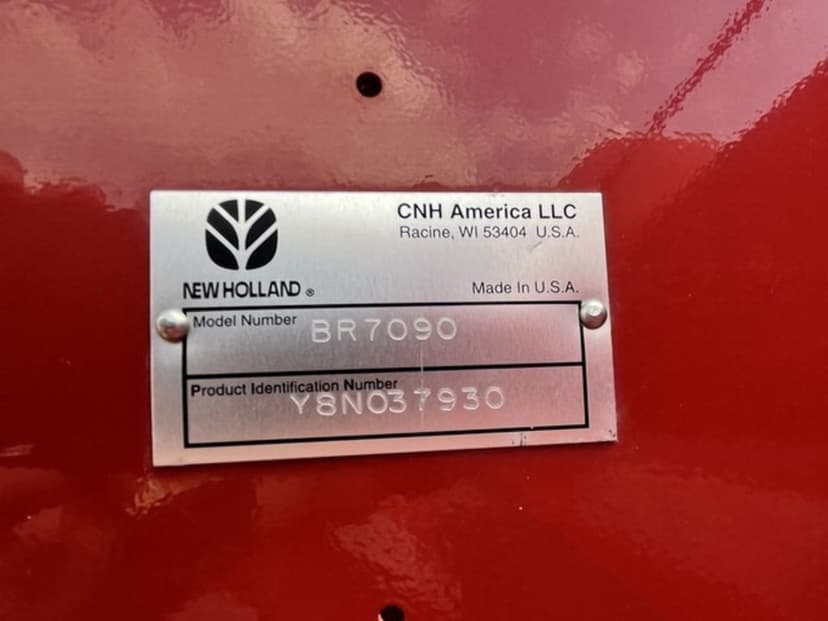 CNH America LLC
Racine, WI 53404 U.S.A.
NEW HOLLAND ®
Made In U.S.A.
Model Number
BR7090
Product Identification Number
Y8N037930